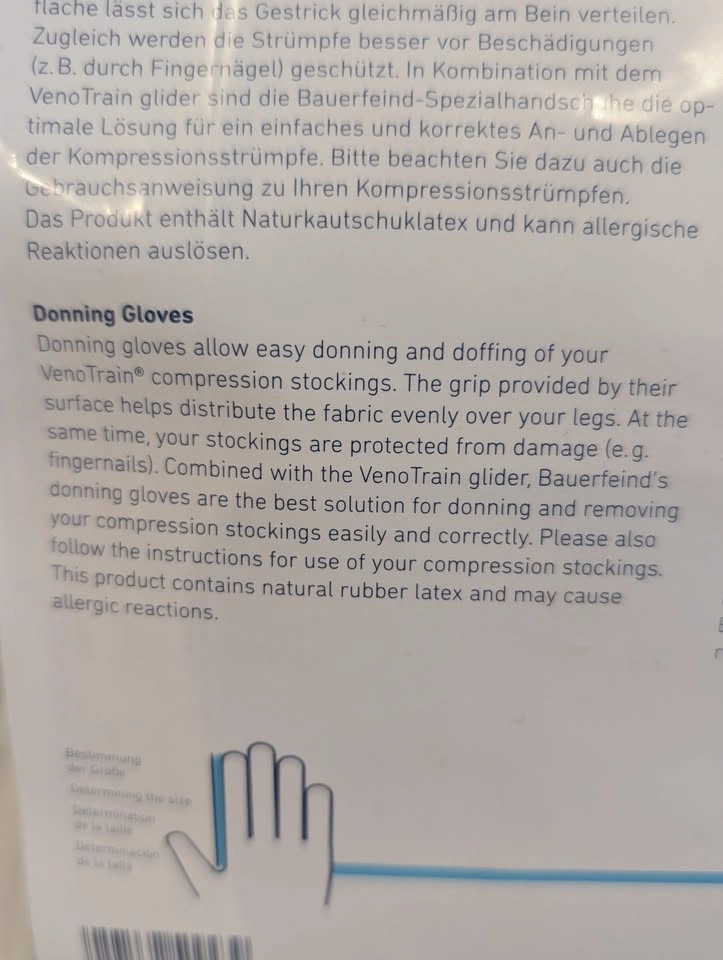 fläche lässt sich das Gestrick gleichmäßig am Bein verteilen.
Zugleich werden die Strümpfe besser vor Beschädigungen
(z. B. durch Fingernägel) geschützt. In Kombination mit dem
VenoTrain glider sind die Bauerfeind-Spezialhandschuhe die op-
timale Lösung für ein einfaches und korrektes An- und Ablegen
der Kompressionsstrümpfe. Bitte beachten Sie dazu auch die
Gebrauchsanweisung zu Ihren Kompressionsstrümpfen.
Das Produkt enthält Naturkautschuklatex und kann allergische
Reaktionen auslösen.
Donning Gloves
Donning gloves allow easy donning and doffing of your
VenoTrain® compression stockings. The grip provided by their
surface helps distribute the fabric evenly over your legs. At the
same time, your stockings are protected from damage (e. g.
fingernails). Combined with the VenoTrain glider, Bauerfeind's
donning gloves are the best solution for donning and removing
your compression stockings easily and correctly. Please also
follow the instructions for use of your compression stockings.
This product contains natural rubber latex and may cause
allergic reactions.
Bestimmung
der Größe
Determining the size
Détermination
de la taille
Determinación
de la talla